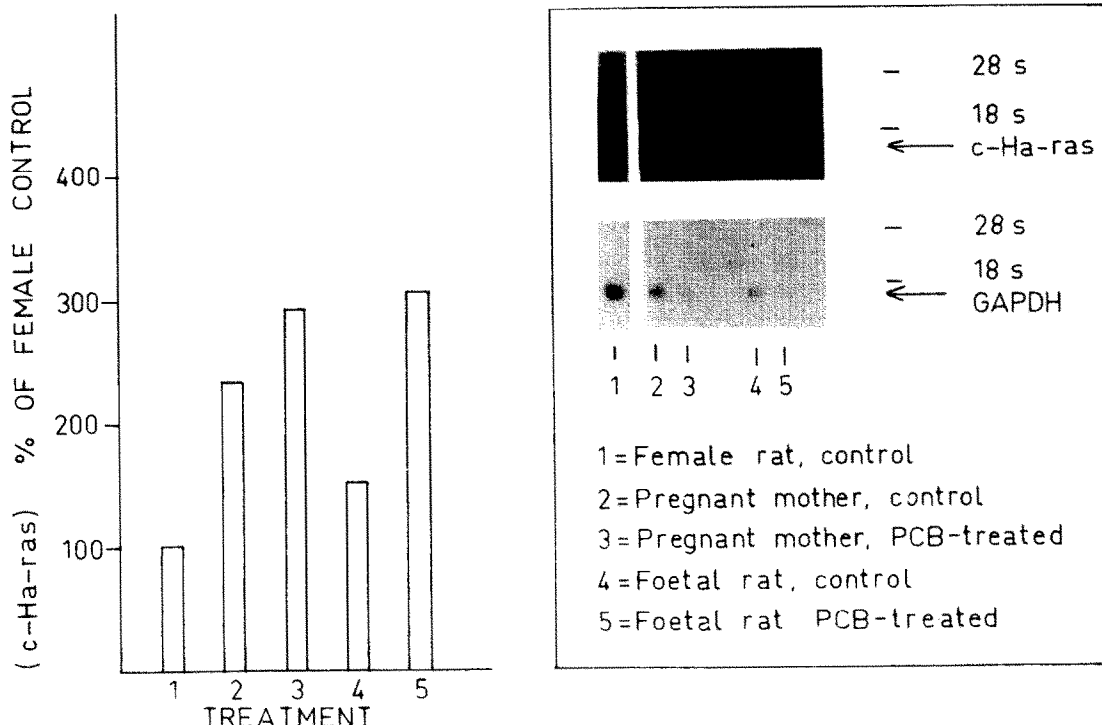 (c-Ha-ras) % OF FEMALE CONTROL
400
300
200
100
1 2 3 4 5
TREATMENT
28 s
18 s
c-Ha-ras
28 s
18 s
GAPDH
1 2 3 4 5
1=Female rat, control
2=Pregnant mother, control
3=Pregnant mother, PCB-treated
4=Foetal rat, control
5=Foetal rat PCB-treated